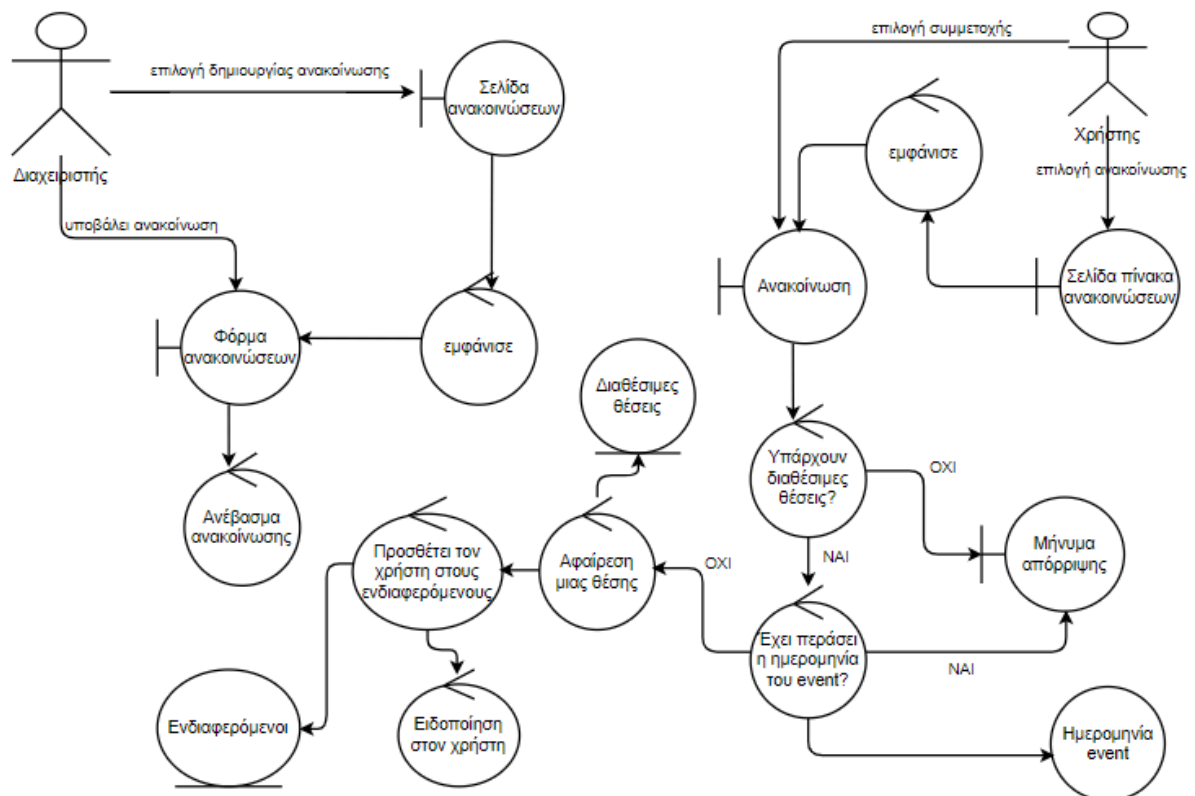 επιλογή συμμετοχής
επιλογή δημιουργίας ανακοίνωσης
Σελίδα
ανακοινώσεων
Διαχειριστής
Χρήστης
εμφάνισε
επιλογή ανακοίνωσης
υποβάλει ανακοίνωση
Ανακοίνωση
Σελίδα πίνακα
ανακοινώσεων
Φόρμα
ανακοινώσεων
εμφάνισε
Διαθέσιμες
θέσεις
Υπάρχουν
διαθέσιμες
θέσεις?
ΟΧΙ
Ανέβασμα
ανακοίνωσης
Προσθέτει τον
χρήστη στους
ενδιαφερόμενους
Αφαίρεση
μιας θέσης
ΟΧΙ
ΝΑΙ
Μήνυμα
απόρριψης
Έχει περάσει
η ημερομηνία
του event?
ΝΑΙ
Ενδιαφερόμενοι
Ειδοποίηση
στον χρήστη
Ημερομηνία
event